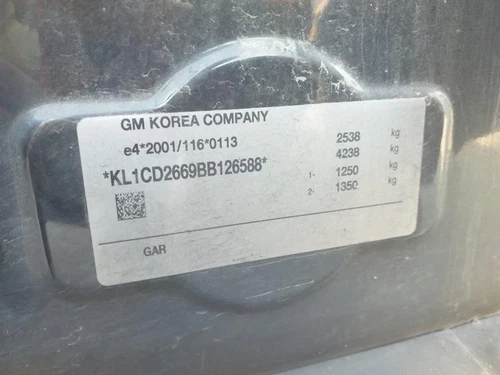 GM KOREA COMPANY
e4*2001/116*0113 2538 kg
4238 kg
*KL1CD2669BB126588* 1- 1250 kg
2- 1350 kg
GAR